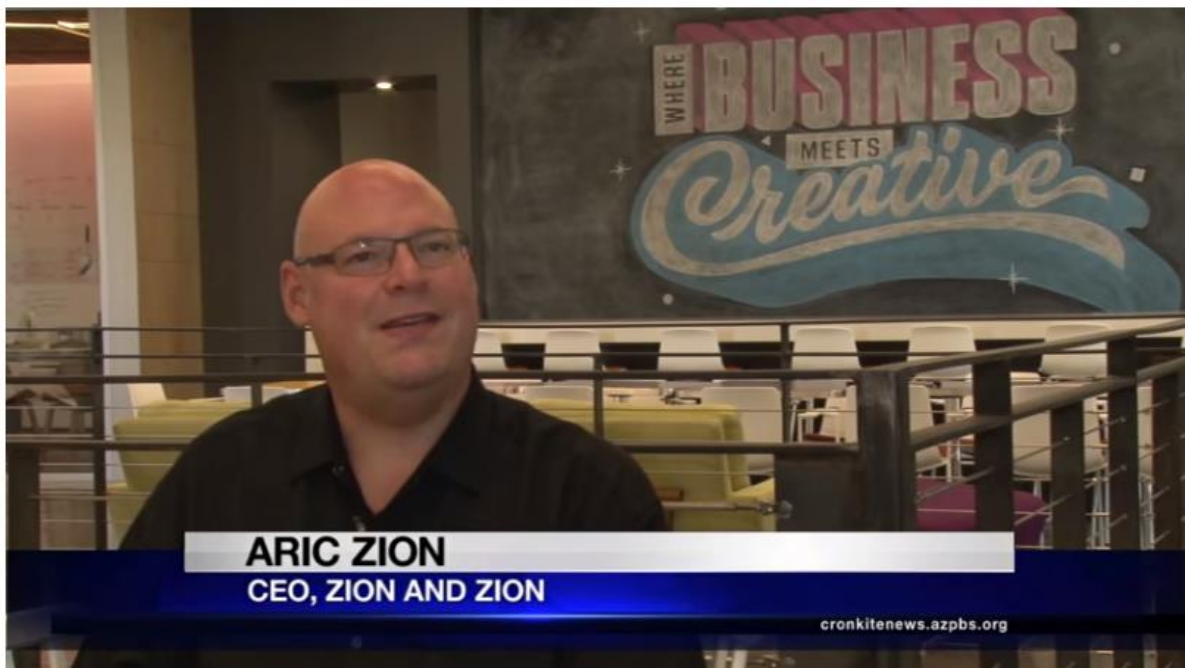 WHERE
BUSINESS
MEETS
Creative
ARIC ZION
CEO, ZION AND ZION
cronkitenews.azpbs.org